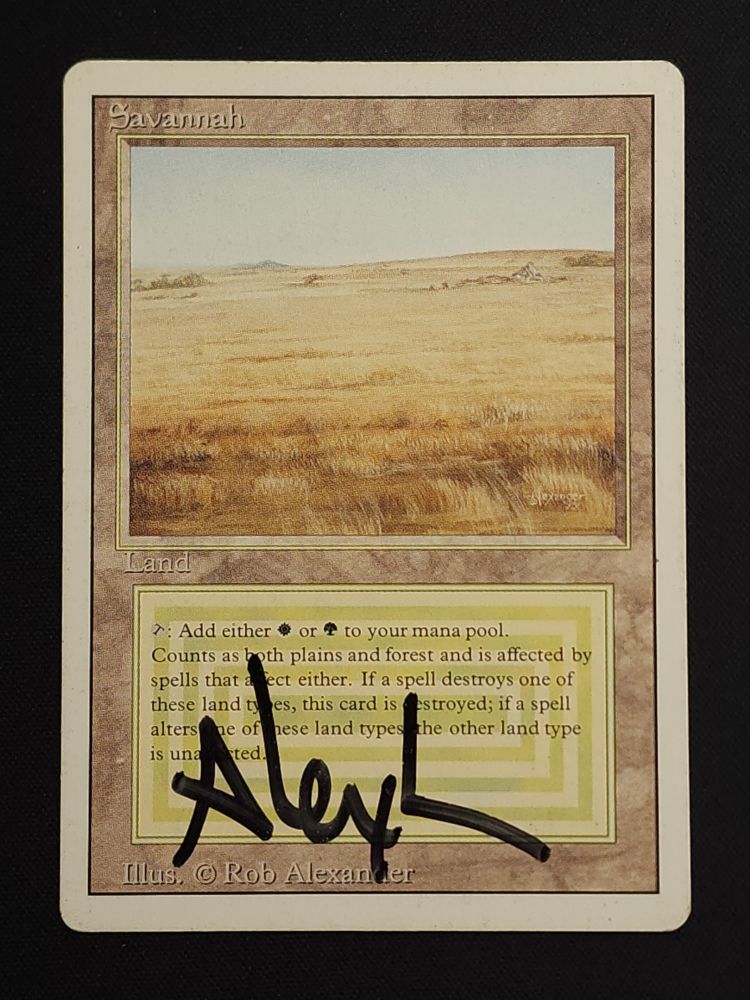 Savannah
Alexander
Land
: Add either or to your mana pool.
Counts as both plains and forest and is affected by
spells that affect either. If a spell destroys one of
these land types, this card is destroyed; if a spell
alters one of these land types, the other land type
is unaffected.
Alex
Illus. © Rob Alexander